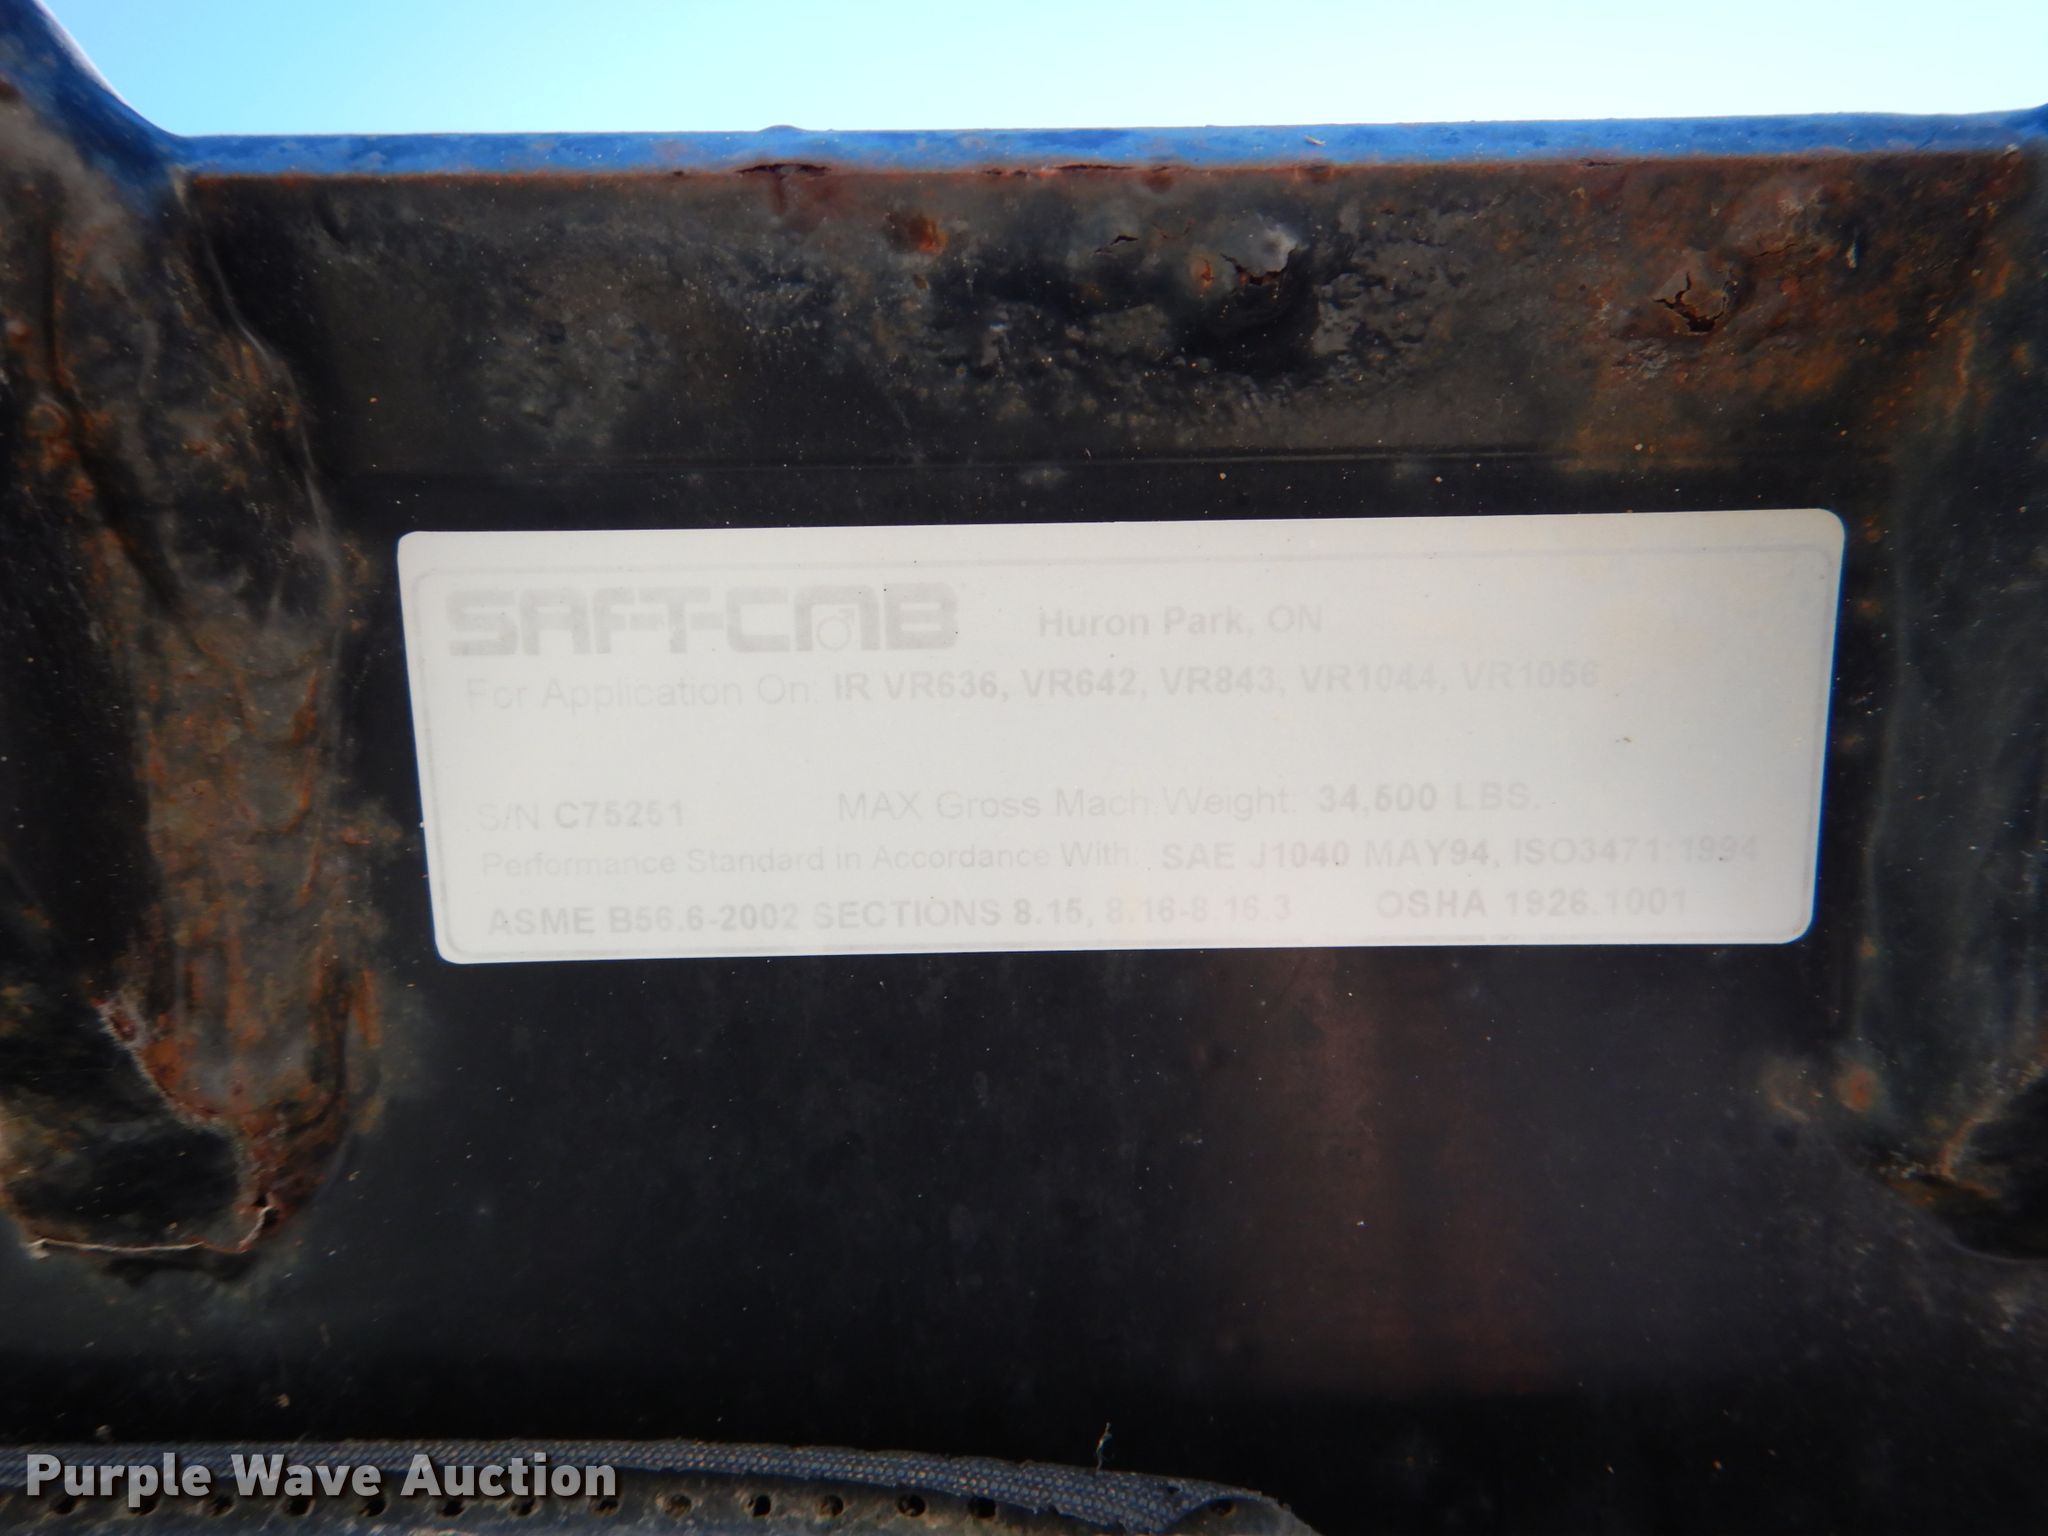 SAFT-CAB Huron Park, ON
For Application On: IR VR636, VR642, VR843, VR1044, VR1056
S/N C75251 MAX Gross Mach.Weight: 34,500 LBS.
Performance Standard in Accordance With: SAE J1040 MAY94, ISO3471:1994
ASME B56.6-2002 SECTIONS 8.15, 8.16-8.16.3 OSHA 1926.1001
Purple Wave Auction